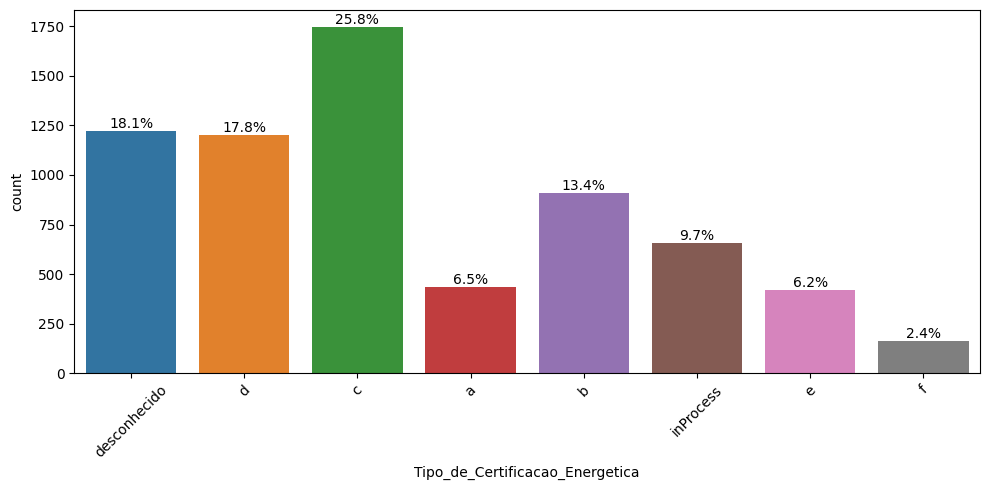 25.8%
1750
1500
18.1%
17.8%
1250
13.4%
1000
9.7%
750
6.5%
6.2%
500
2.4%
250
0
count
desconhecido
d
c
a
b
inProcess
e
f
Tipo_de_Certificacao_Energetica